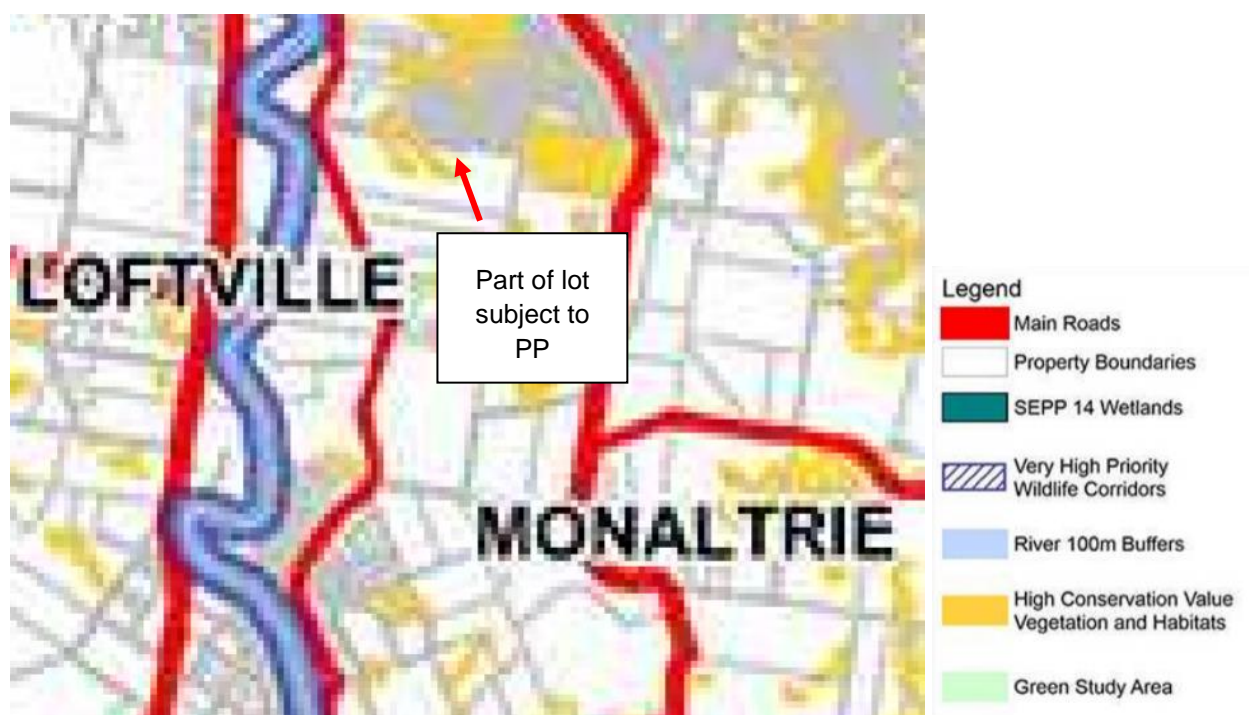 L'OFTVILLE
Part of lot
subject to
PP
MONALTRIE
Legend
Main Roads
Property Boundaries
SEPP 14 Wetlands
Very High Priority
Wildlife Corridors
River 100m Buffers
High Conservation Value
Vegetation and Habitats
Green Study Area